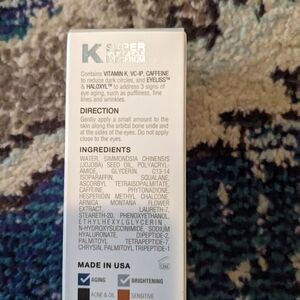 K SUPER
Contains VITAMIN K, VC-IP, CAFFEINE
to reduce dark circles, and EYELISS™
& HALOXYL™ to address 3 signs of
eye aging, such as puffiness, fine
lines and wrinkles.
DIRECTION
Gently apply a small amount to the
skin along the orbital bone under and
at the sides of the eyes. Do not apply
close to the eyes.
INGREDIENTS
WATER, SIMMONDSIA CHINENSIS
(JOJOBA) SEED OIL, POLYACRYL-
AMIDE, GLYCERIN, C13-14
ISOPARAFFIN, SQUALANE,
ASCORBYL TETRAISOPALMITATE,
CAFFEINE, PHYTONADIONE,
HESPERIDIN METHYL CHALCONE,
ARNICA MONTANA FLOWER
EXTRACT, LAURETH-7,
STEARETH-20, PHENOXYETHANOL,
ETHYLHEXYLGLYCERIN,
N-HYDROXYSUCCINIMIDE, SODIUM
HYALURONATE, DIPEPTIDE-2,
PALMITOYL TETRAPEPTIDE-7,
CHRYSIN, PALMITOYL TRIPEPTIDE-1
MADE IN USA
12M
AGING
BRIGHTENING
ACNE & OIL
SENSITIVE